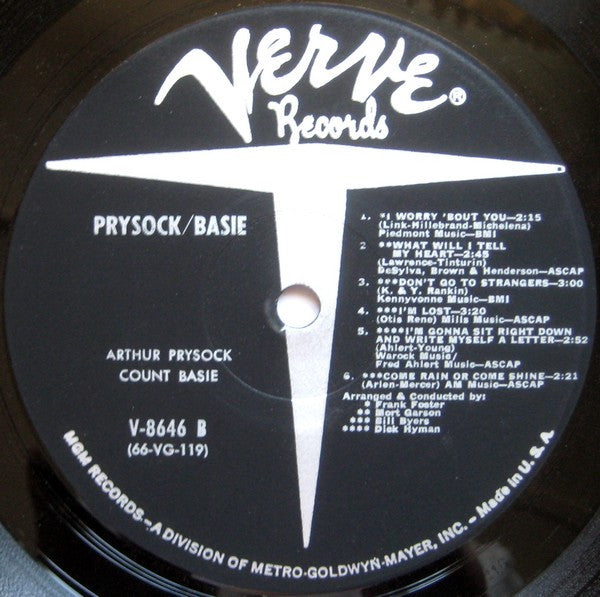 VERVE®
Records
PRYSOCK/BASIE
ARTHUR PRYSOCK
COUNT BASIE
V-8646 B
(66-VG-119)
1. *I WORRY 'BOUT YOU—2:15
(Link-Hillebrand-Michelena)
Piedmont Music—BMI
2 **WHAT WILL I TELL
MY HEART—2:45
(Lawrence-Tinturin)
DeSylva, Brown & Henderson—ASCAP
3. ***DON'T GO TO STRANGERS—3:00
(K. & Y. Rankin)
Kennyvonne Music—BMI
4. ***I'M LOST—3:20
(Otis Rene) Mills Music—ASCAP
5. ****I'M GONNA SIT RIGHT DOWN
AND WRITE MYSELF A LETTER—2:52
(Ahlert-Young)
Warock Music/
Fred Ahlert Music—ASCAP
6. ***COME RAIN OR COME SHINE—2:21
(Arlen-Mercer) AM Music—ASCAP
Arranged & Conducted by:
* Frank Foster
** Mort Garson
*** Bill Byers
**** Dick Hyman
MGM RECORDS—A DIVISION OF METRO-GOLDWYN-MAYER, INC. – Made in U.S.A.